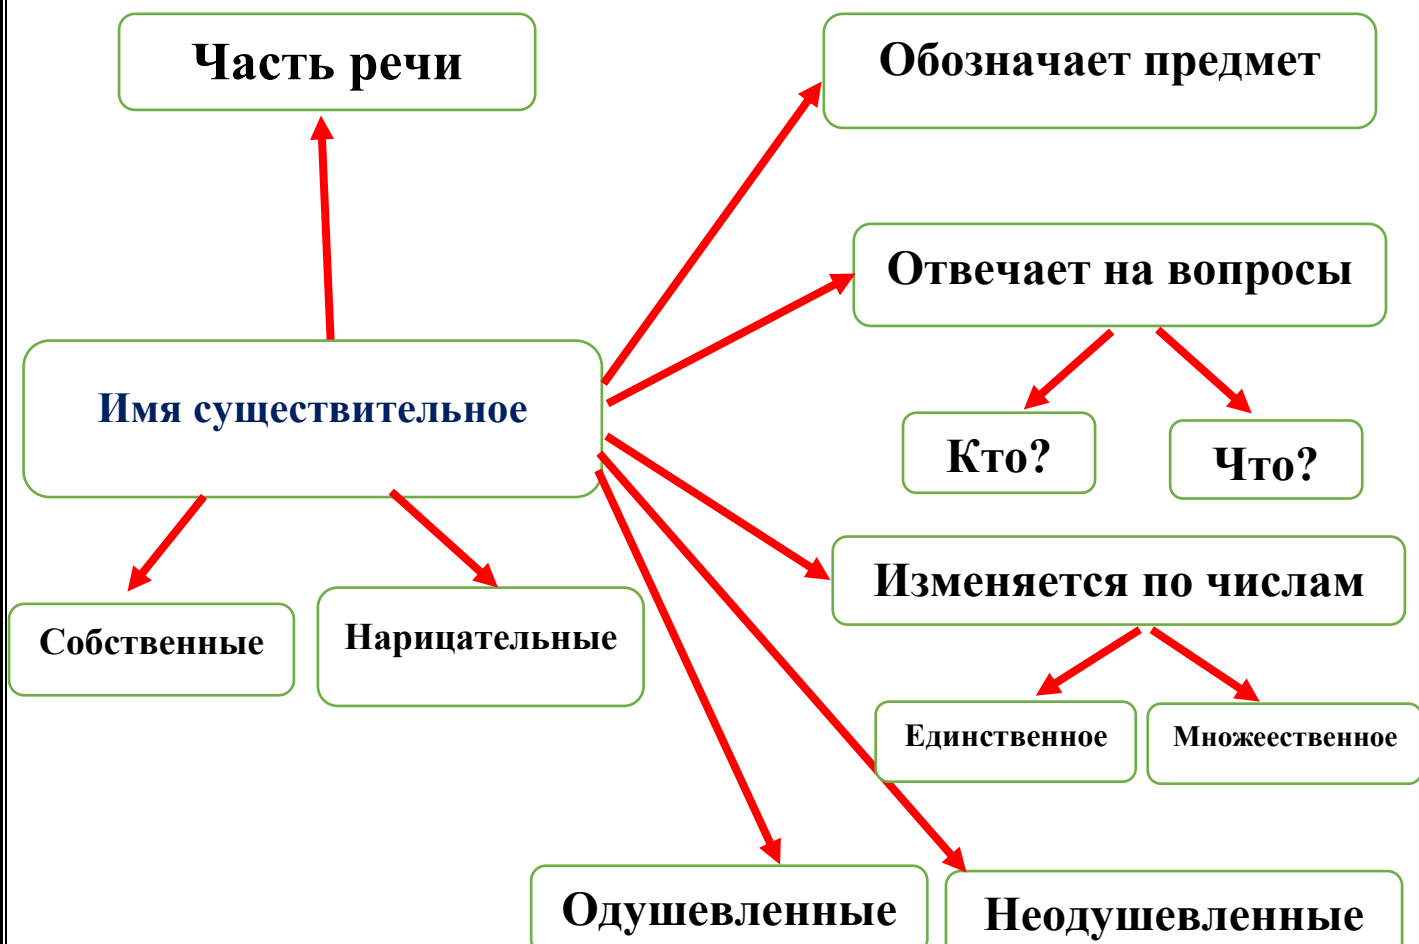 Часть речи
Обозначает предмет
Отвечает на вопросы
Имя существительное
Кто?
Что?
Изменяется по числам
Собственные
Нарицательные
Единственное
Множеественное
Одушевленные
Неодушевленные